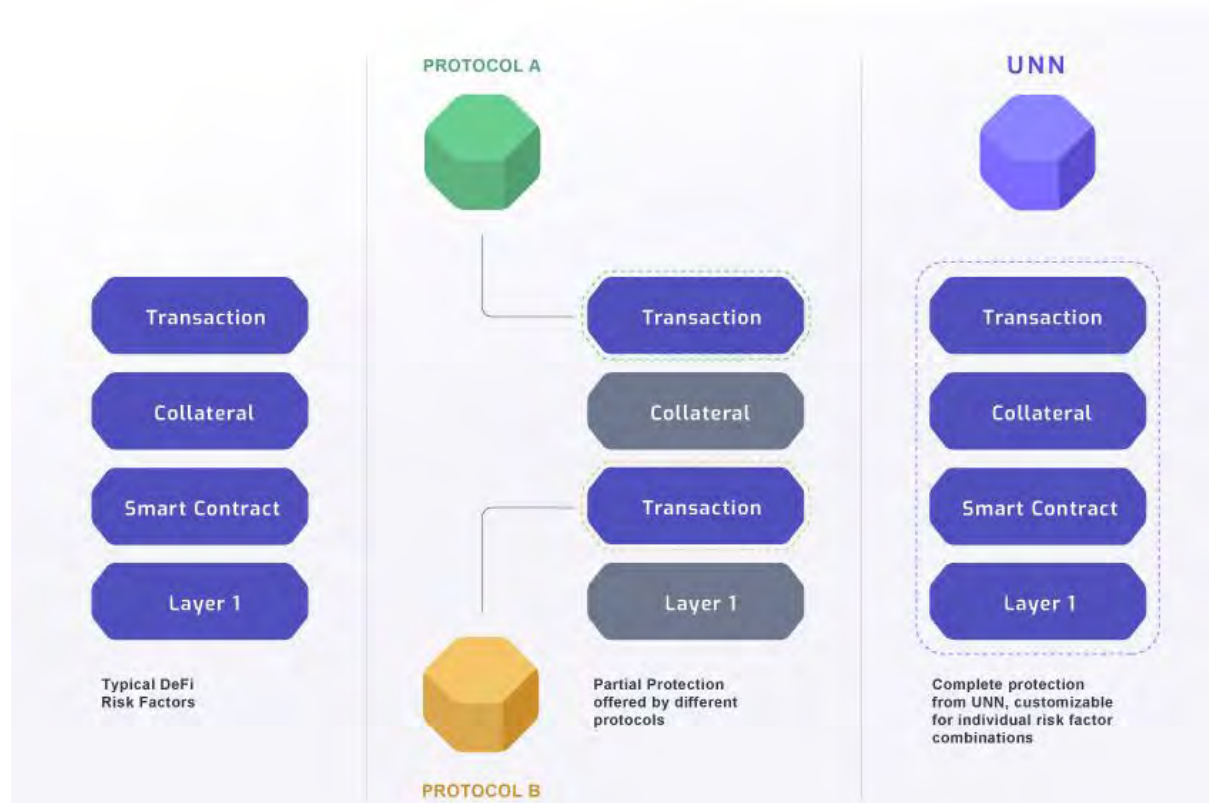 PROTOCOL A
UNN
Transaction
Collateral
Smart Contract
Layer 1
Typical DeFi
Risk Factors
Transaction
Collateral
Transaction
Layer 1
Partial Protection
offered by different
protocols
PROTOCOL B
Transaction
Collateral
Smart Contract
Layer 1
Complete protection
from UNN, customizable
for individual risk factor
combinations